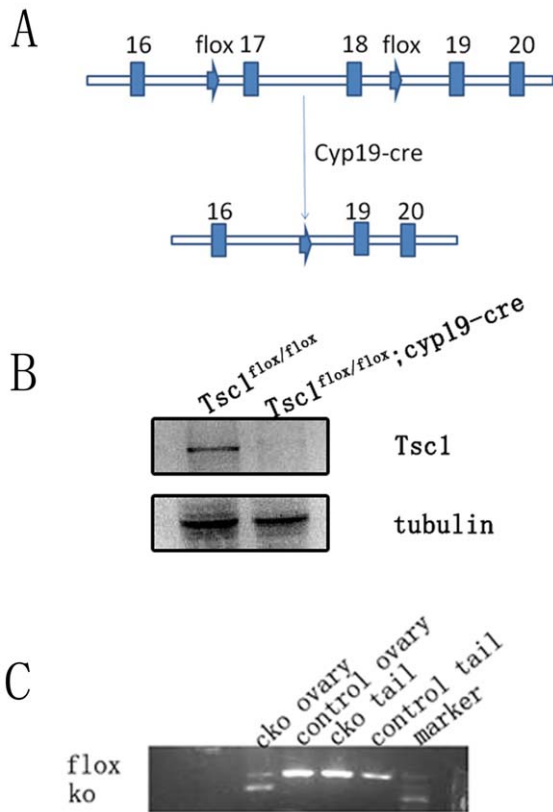 A
16 flox 17 18 flox 19 20
Cyp19-cre
16 19 20
B
Tsc1flox/flox
Tsc1flox/flox;cyp19-cre
Tsc1
tubulin
C
cko ovary
control ovary
cko tail
control tail
marker
flox
ko